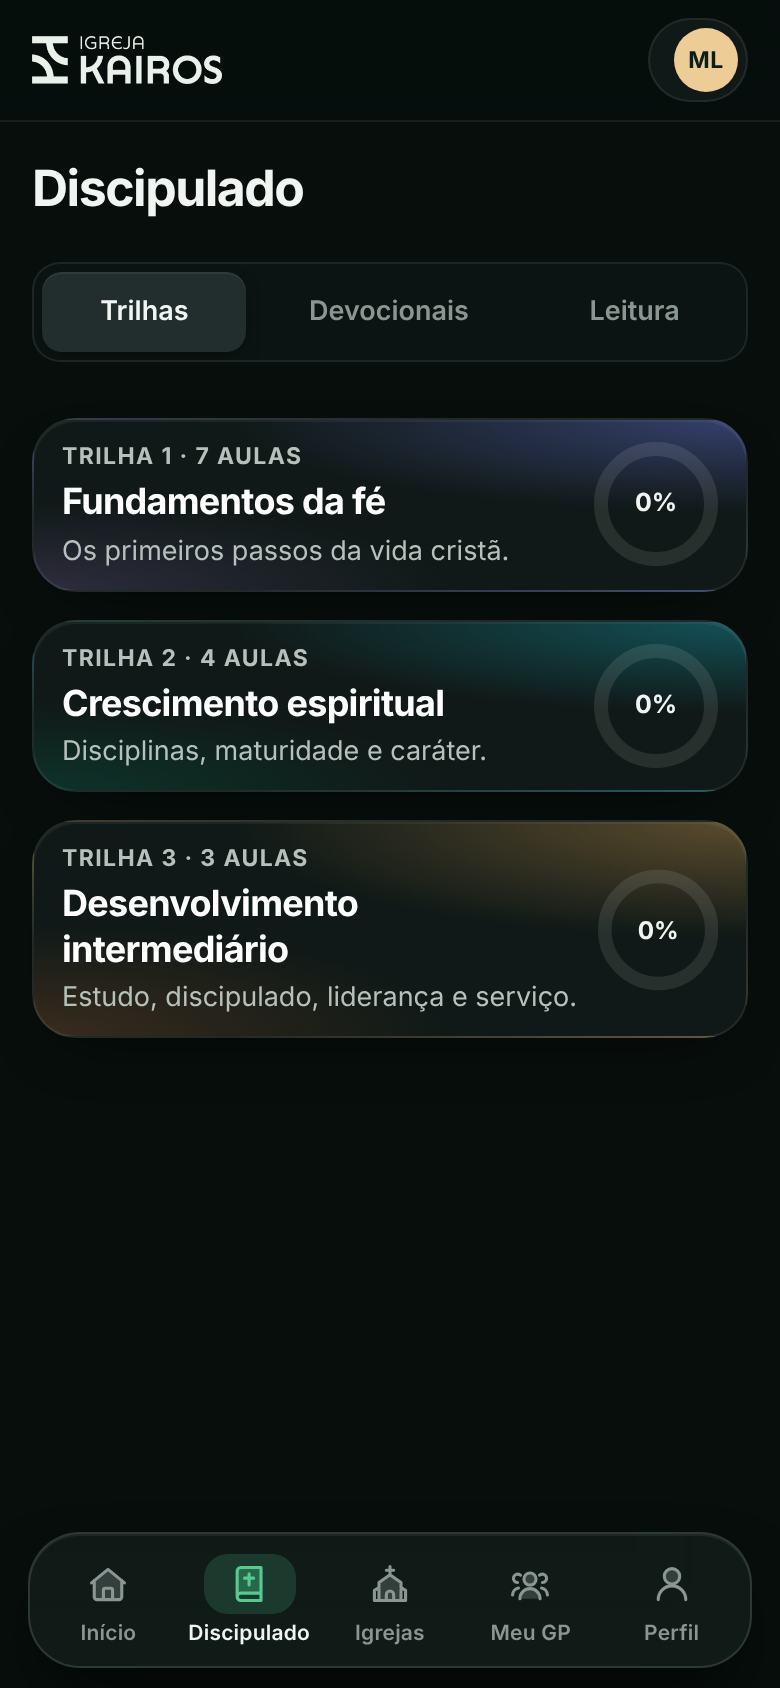 IGREJA
KAIROS
ML
Discipulado
Trilhas
Devocionais
Leitura
TRILHA 1 · 7 AULAS
Fundamentos da fé
Os primeiros passos da vida cristã.
0%
TRILHA 2 · 4 AULAS
Crescimento espiritual
Disciplinas, maturidade e caráter.
0%
TRILHA 3 · 3 AULAS
Desenvolvimento
intermediário
Estudo, discipulado, liderança e serviço.
0%
Início
Discipulado
Igrejas
Meu GP
Perfil